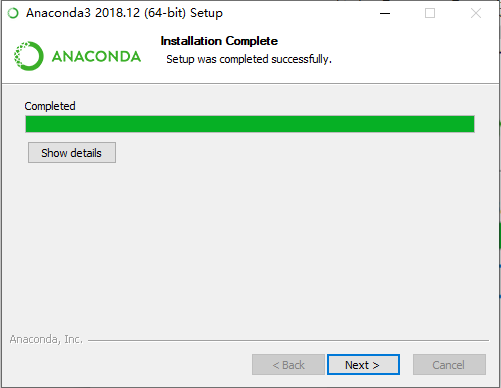 Anaconda3 2018.12 (64-bit) Setup
ANACONDA
Installation Complete
Setup was completed successfully.
Completed
Show details
Anaconda, Inc.
< Back
Next >
Cancel